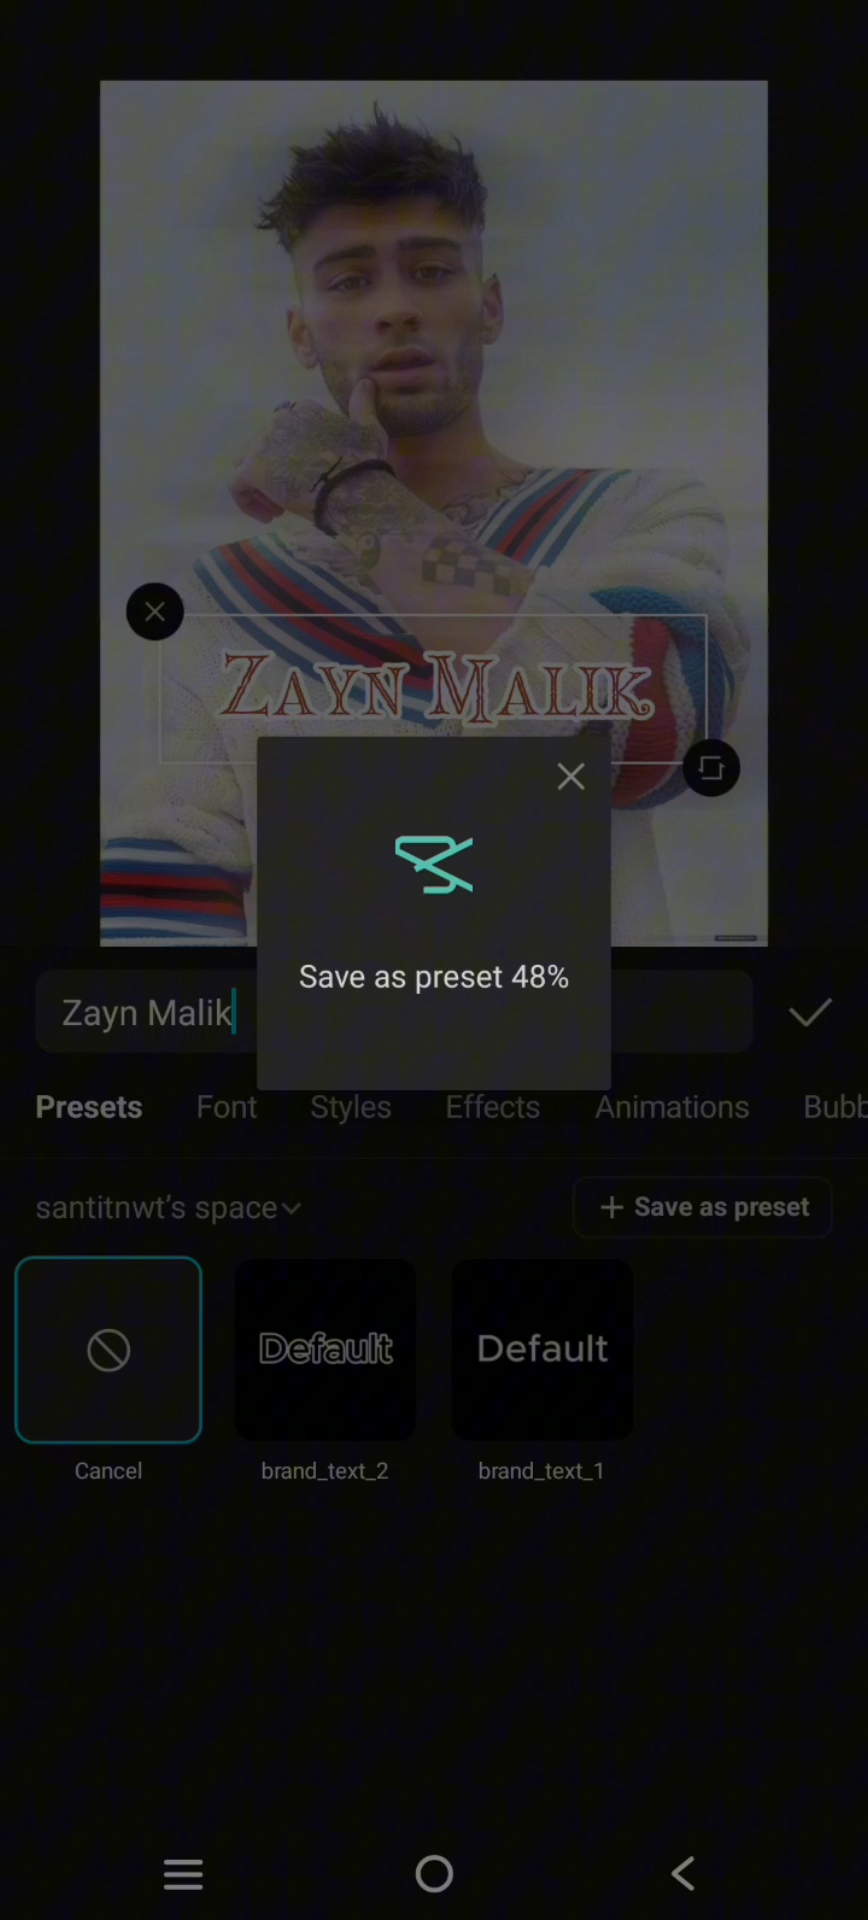 Zayn Malik
Save as preset 48%
Zayn Malik
Presets Font Styles Effects Animations Bubb
santitnwt's space + Save as preset
Default Default
Cancel brand_text_2 brand_text_1